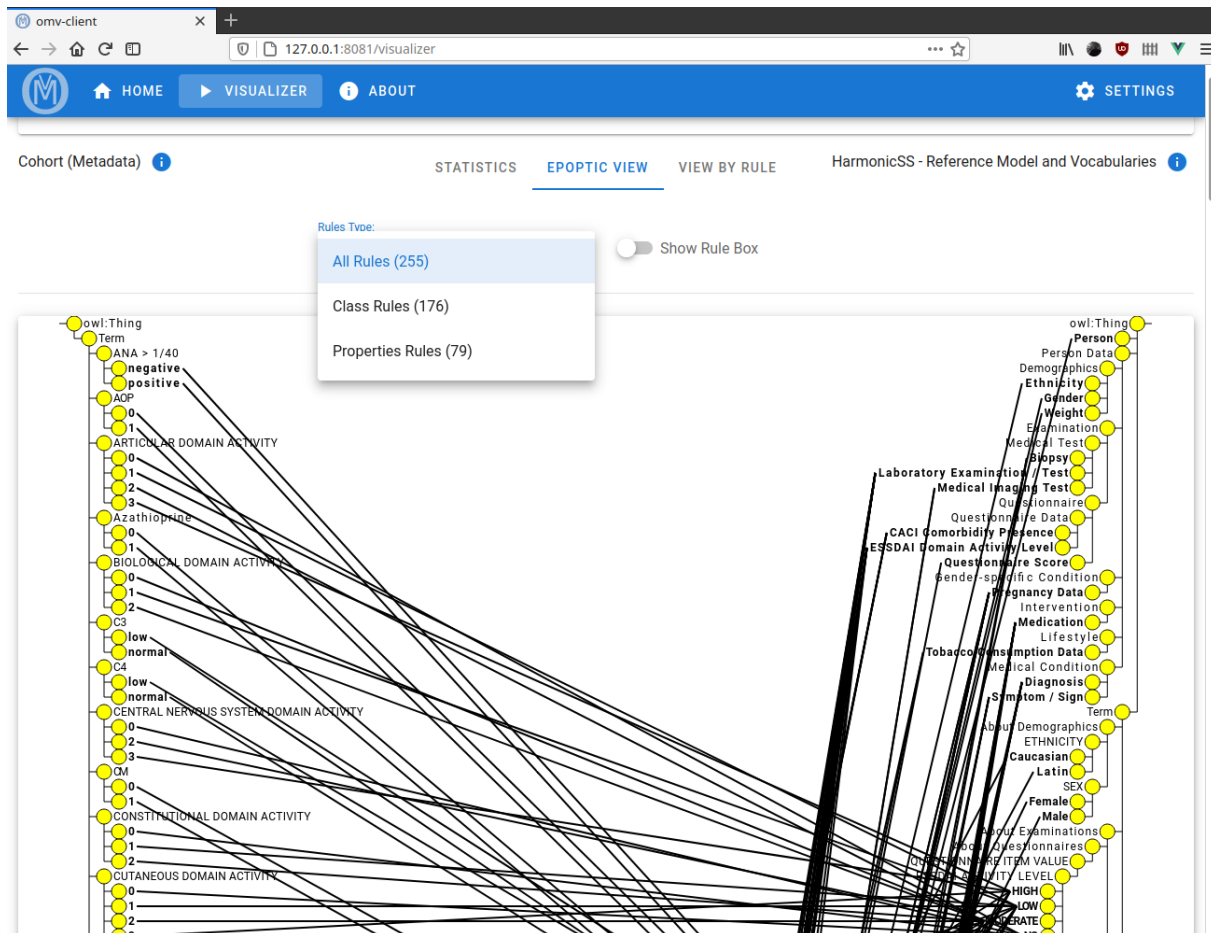 omv-client
127.0.0.1:8081/visualizer
HOME
VISUALIZER
ABOUT
SETTINGS
Cohort (Metadata)
STATISTICS
EPOPTIC VIEW
VIEW BY RULE
HarmonicSS - Reference Model and Vocabularies
Rules Type:
All Rules (255)
Class Rules (176)
Properties Rules (79)
Show Rule Box
owl:Thing
Term
ANA > 1/40
negative
positive
AOP
0
1
ARTICULAR DOMAIN ACTIVITY
0
1
2
3
Azathioprine
0
1
BIOLOGICAL DOMAIN ACTIVITY
0
1
2
C3
low
normal
C4
low
normal
CENTRAL NERVOUS SYSTEM DOMAIN ACTIVITY
0
2
3
CM
0
1
CONSTITUTIONAL DOMAIN ACTIVITY
0
1
2
CUTANEOUS DOMAIN ACTIVITY
0
1
2
owl:Thing
Person
Person Data
Demographics
Ethnicity
Gender
Weight
Examination
Medical Test
Biopsy
Laboratory Examination / Test
Medical Imaging Test
Questionnaire
Questionnaire Data
CACI Comorbidity Presence
ESSDAI Domain Activity Level
Questionnaire Score
Gender-specific Condition
Pregnancy Data
Intervention
Medication
Lifestyle
Tobacco Consumption Data
Medical Condition
Diagnosis
Symptom / Sign
Term
About Demographics
ETHNICITY
Caucasian
Latin
SEX
Female
Male
About Examinations
About Questionnaires
QUESTIONNAIRE ITEM VALUE
ACTIVITY LEVEL
HIGH
LOW
MODERATE